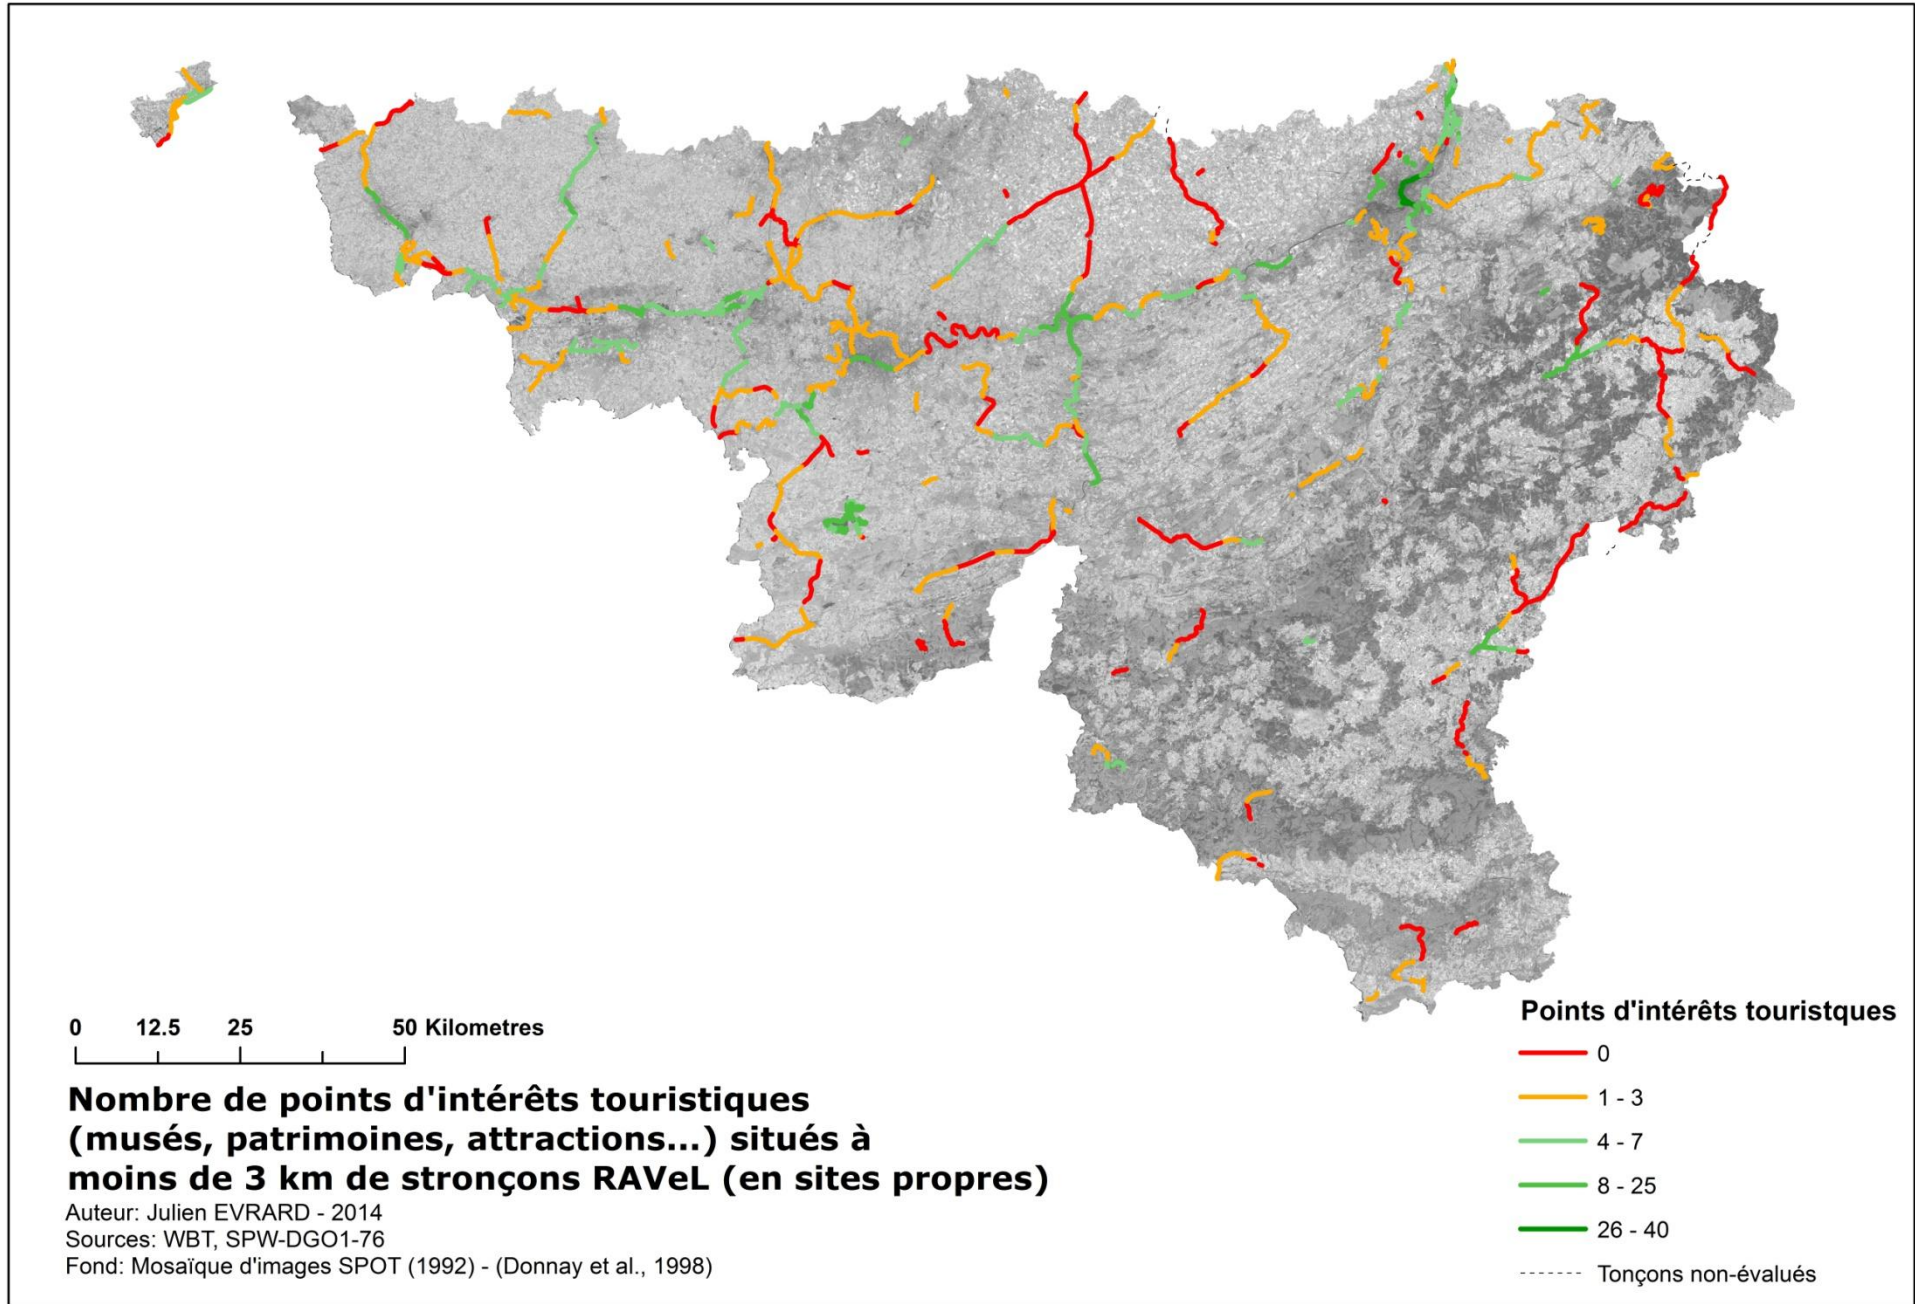 0 12.5 25 50 Kilometres
Nombre de points d'intérêts touristiques
(musés, patrimoines, attractions...) situés à
moins de 3 km de stronçons RAVeL (en sites propres)
Auteur: Julien EVRARD - 2014
Sources: WBT, SPW-DGO1-76
Fond: Mosaïque d'images SPOT (1992) - (Donnay et al., 1998)
Points d'intérêts touristques
0
1 - 3
4 - 7
8 - 25
26 - 40
Tonçons non-évalués